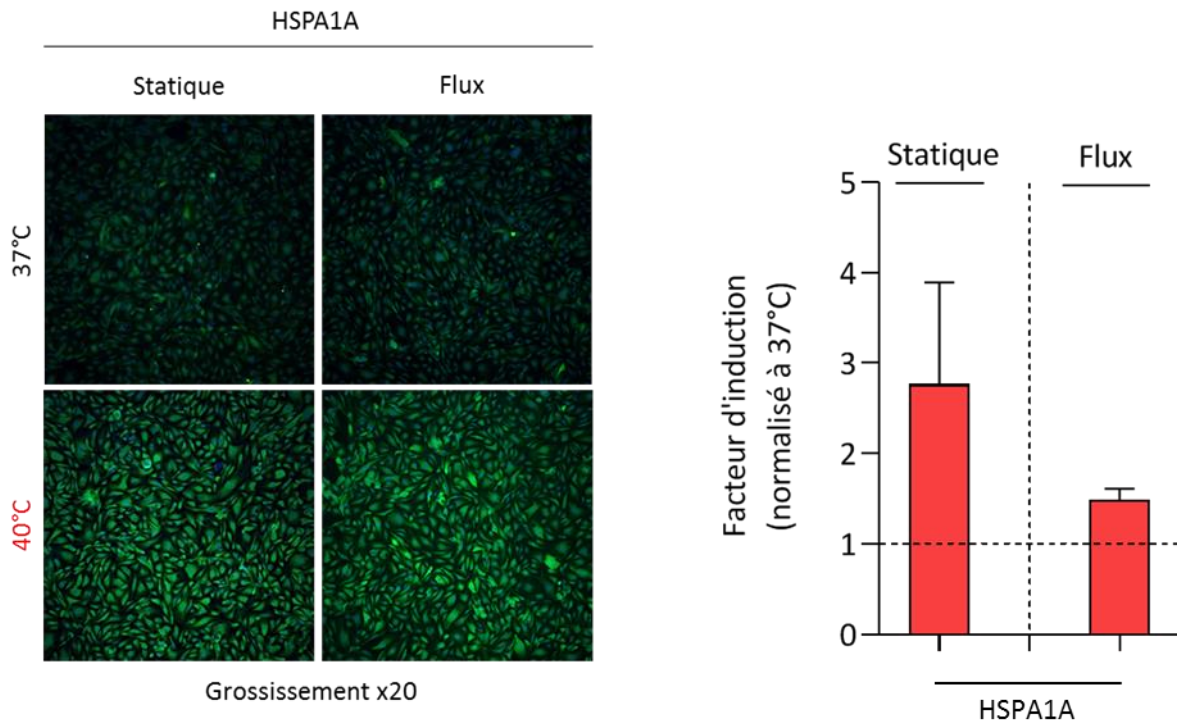 HSPA1A
Statique
Flux
37°C
40°C
Grossissement x20
Statique
Flux
Facteur d'induction
(normalisé à 37°C)
5
4
3
2
1
0
HSPA1A